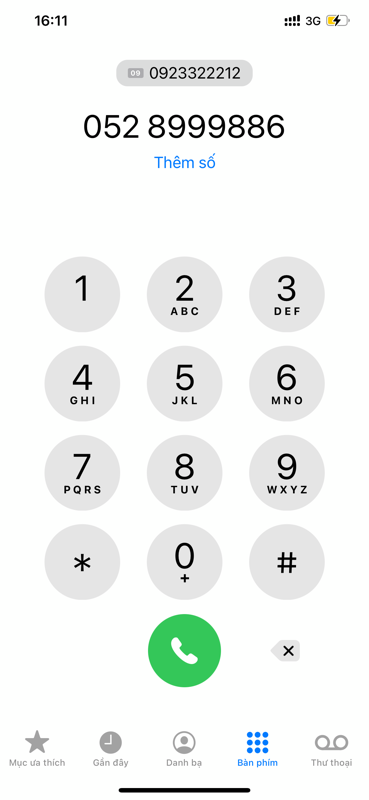 16:11 3G
09 0923322212
052 8999886
Thêm số
1 2 3
ABC DEF
4 5 6
GHI JKL MNO
7 8 9
PQRS TUV WXYZ
* 0 #
+
Mục ưa thích Gần đây Danh bạ Bàn phím Thư thoại